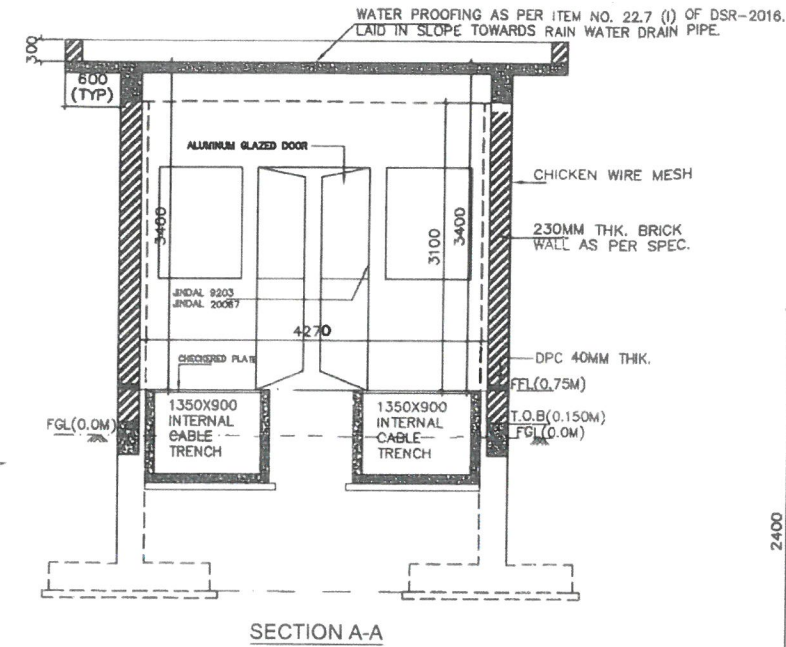 WATER PROOFING AS PER ITEM NO. 22.7 (I) OF DSR-2016.
LAID IN SLOPE TOWARDS RAIN WATER DRAIN PIPE.
300
600
(TYP)
ALUMINUM GLAZED DOOR
CHICKEN WIRE MESH
3400
3100
3400
230MM THK. BRICK
WALL AS PER SPEC.
JINDAL 9203
JINDAL 20067
4270
CHECKERED PLATE
DPC 40MM THIK.
FFL(0.75M)
1350X900
INTERNAL
CABLE
TRENCH
1350X900
INTERNAL
CABLE
TRENCH
FGL(0.0M)
T.O.B(0.150M)
FGL(0.0M)
2400
SECTION A-A